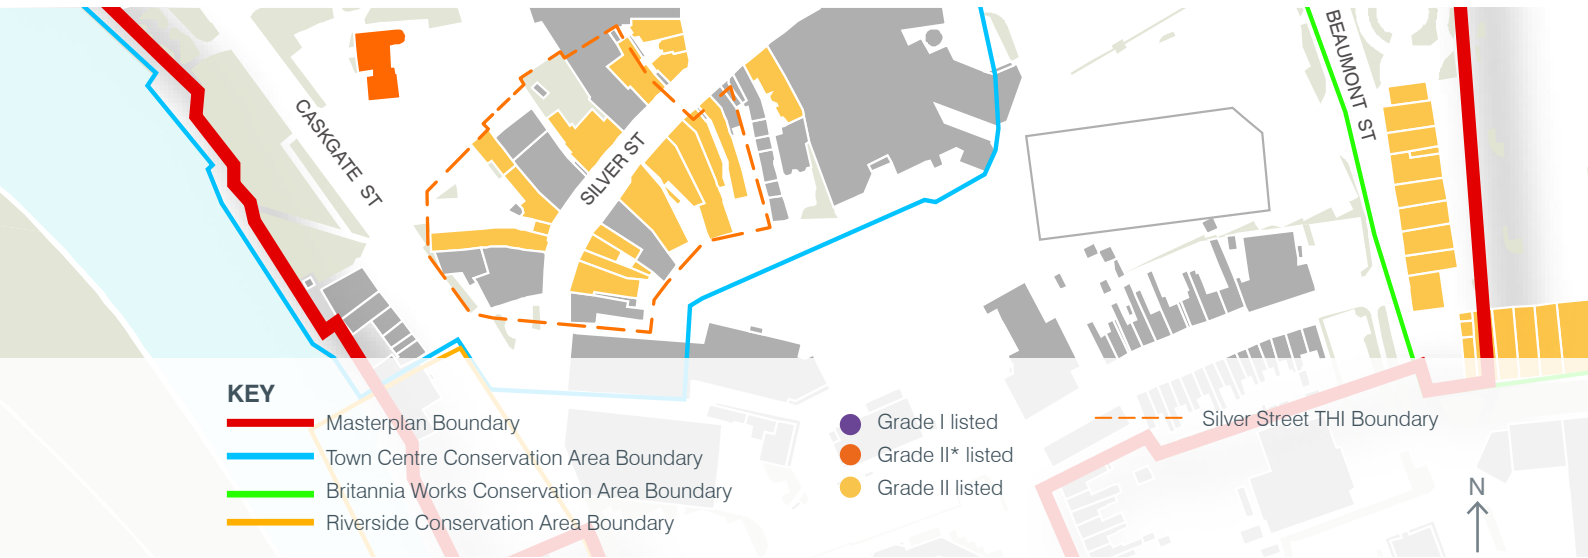 CASKGATE ST
SILVER ST
BEAUMONT ST
KEY
Masterplan Boundary
Town Centre Conservation Area Boundary
Britannia Works Conservation Area Boundary
Riverside Conservation Area Boundary
Grade I listed
Grade II* listed
Grade II listed
Silver Street THI Boundary
N